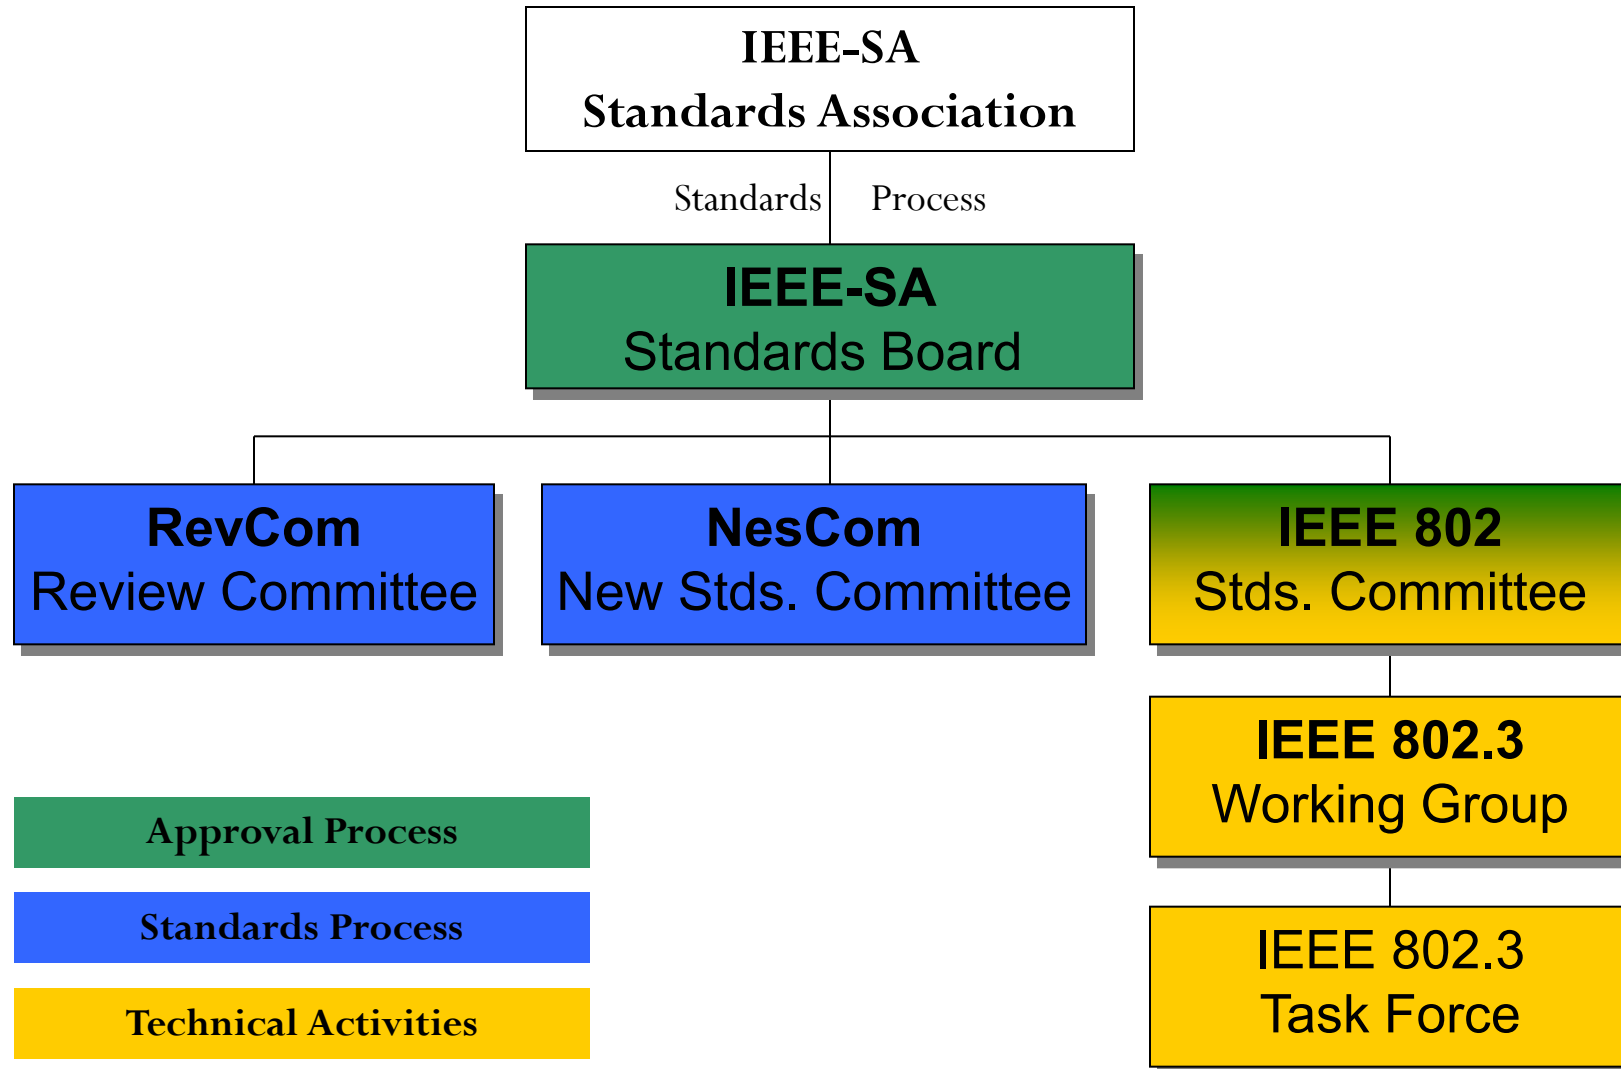 IEEE-SA
Standards Association
Standards Process
IEEE-SA
Standards Board
RevCom
Review Committee
NesCom
New Stds. Committee
IEEE 802
Stds. Committee
IEEE 802.3
Working Group
IEEE 802.3
Task Force
Approval Process
Standards Process
Technical Activities